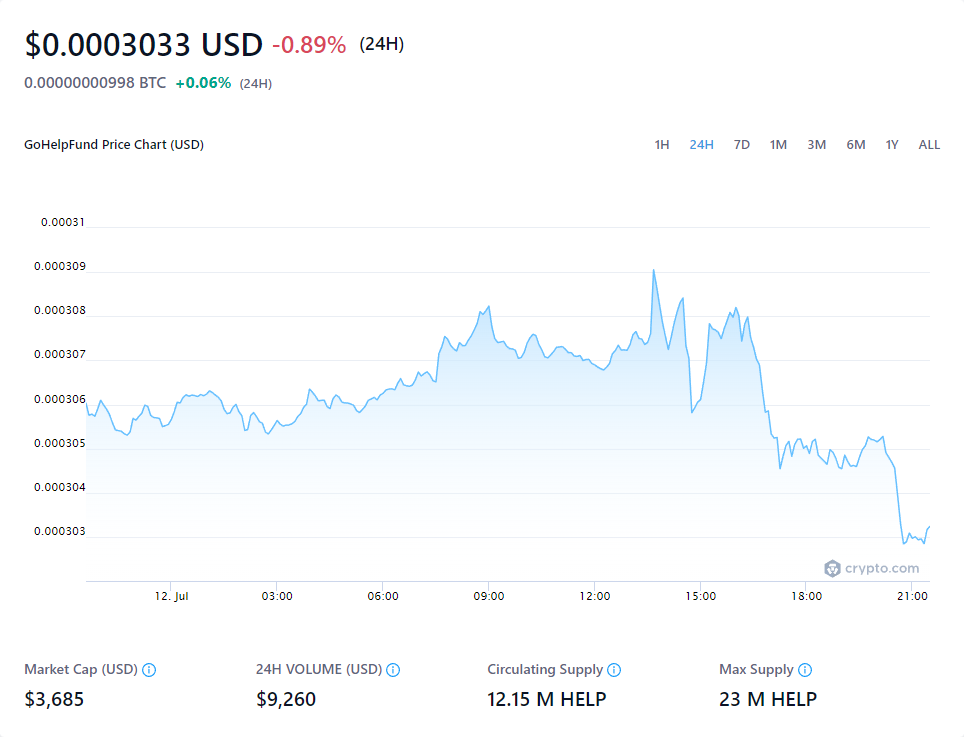 $0.0003033 USD -0.89% (24H)
0.00000000998 BTC +0.06% (24H)
GoHelpFund Price Chart (USD) 1H 24H 7D 1M 3M 6M 1Y ALL
0.00031
0.000309
0.000308
0.000307
0.000306
0.000305
0.000304
0.000303
crypto.com
12. Jul 03:00 06:00 09:00 12:00 15:00 18:00 21:00
Market Cap (USD) 24H VOLUME (USD) Circulating Supply Max Supply
$3,685 $9,260 12.15 M HELP 23 M HELP